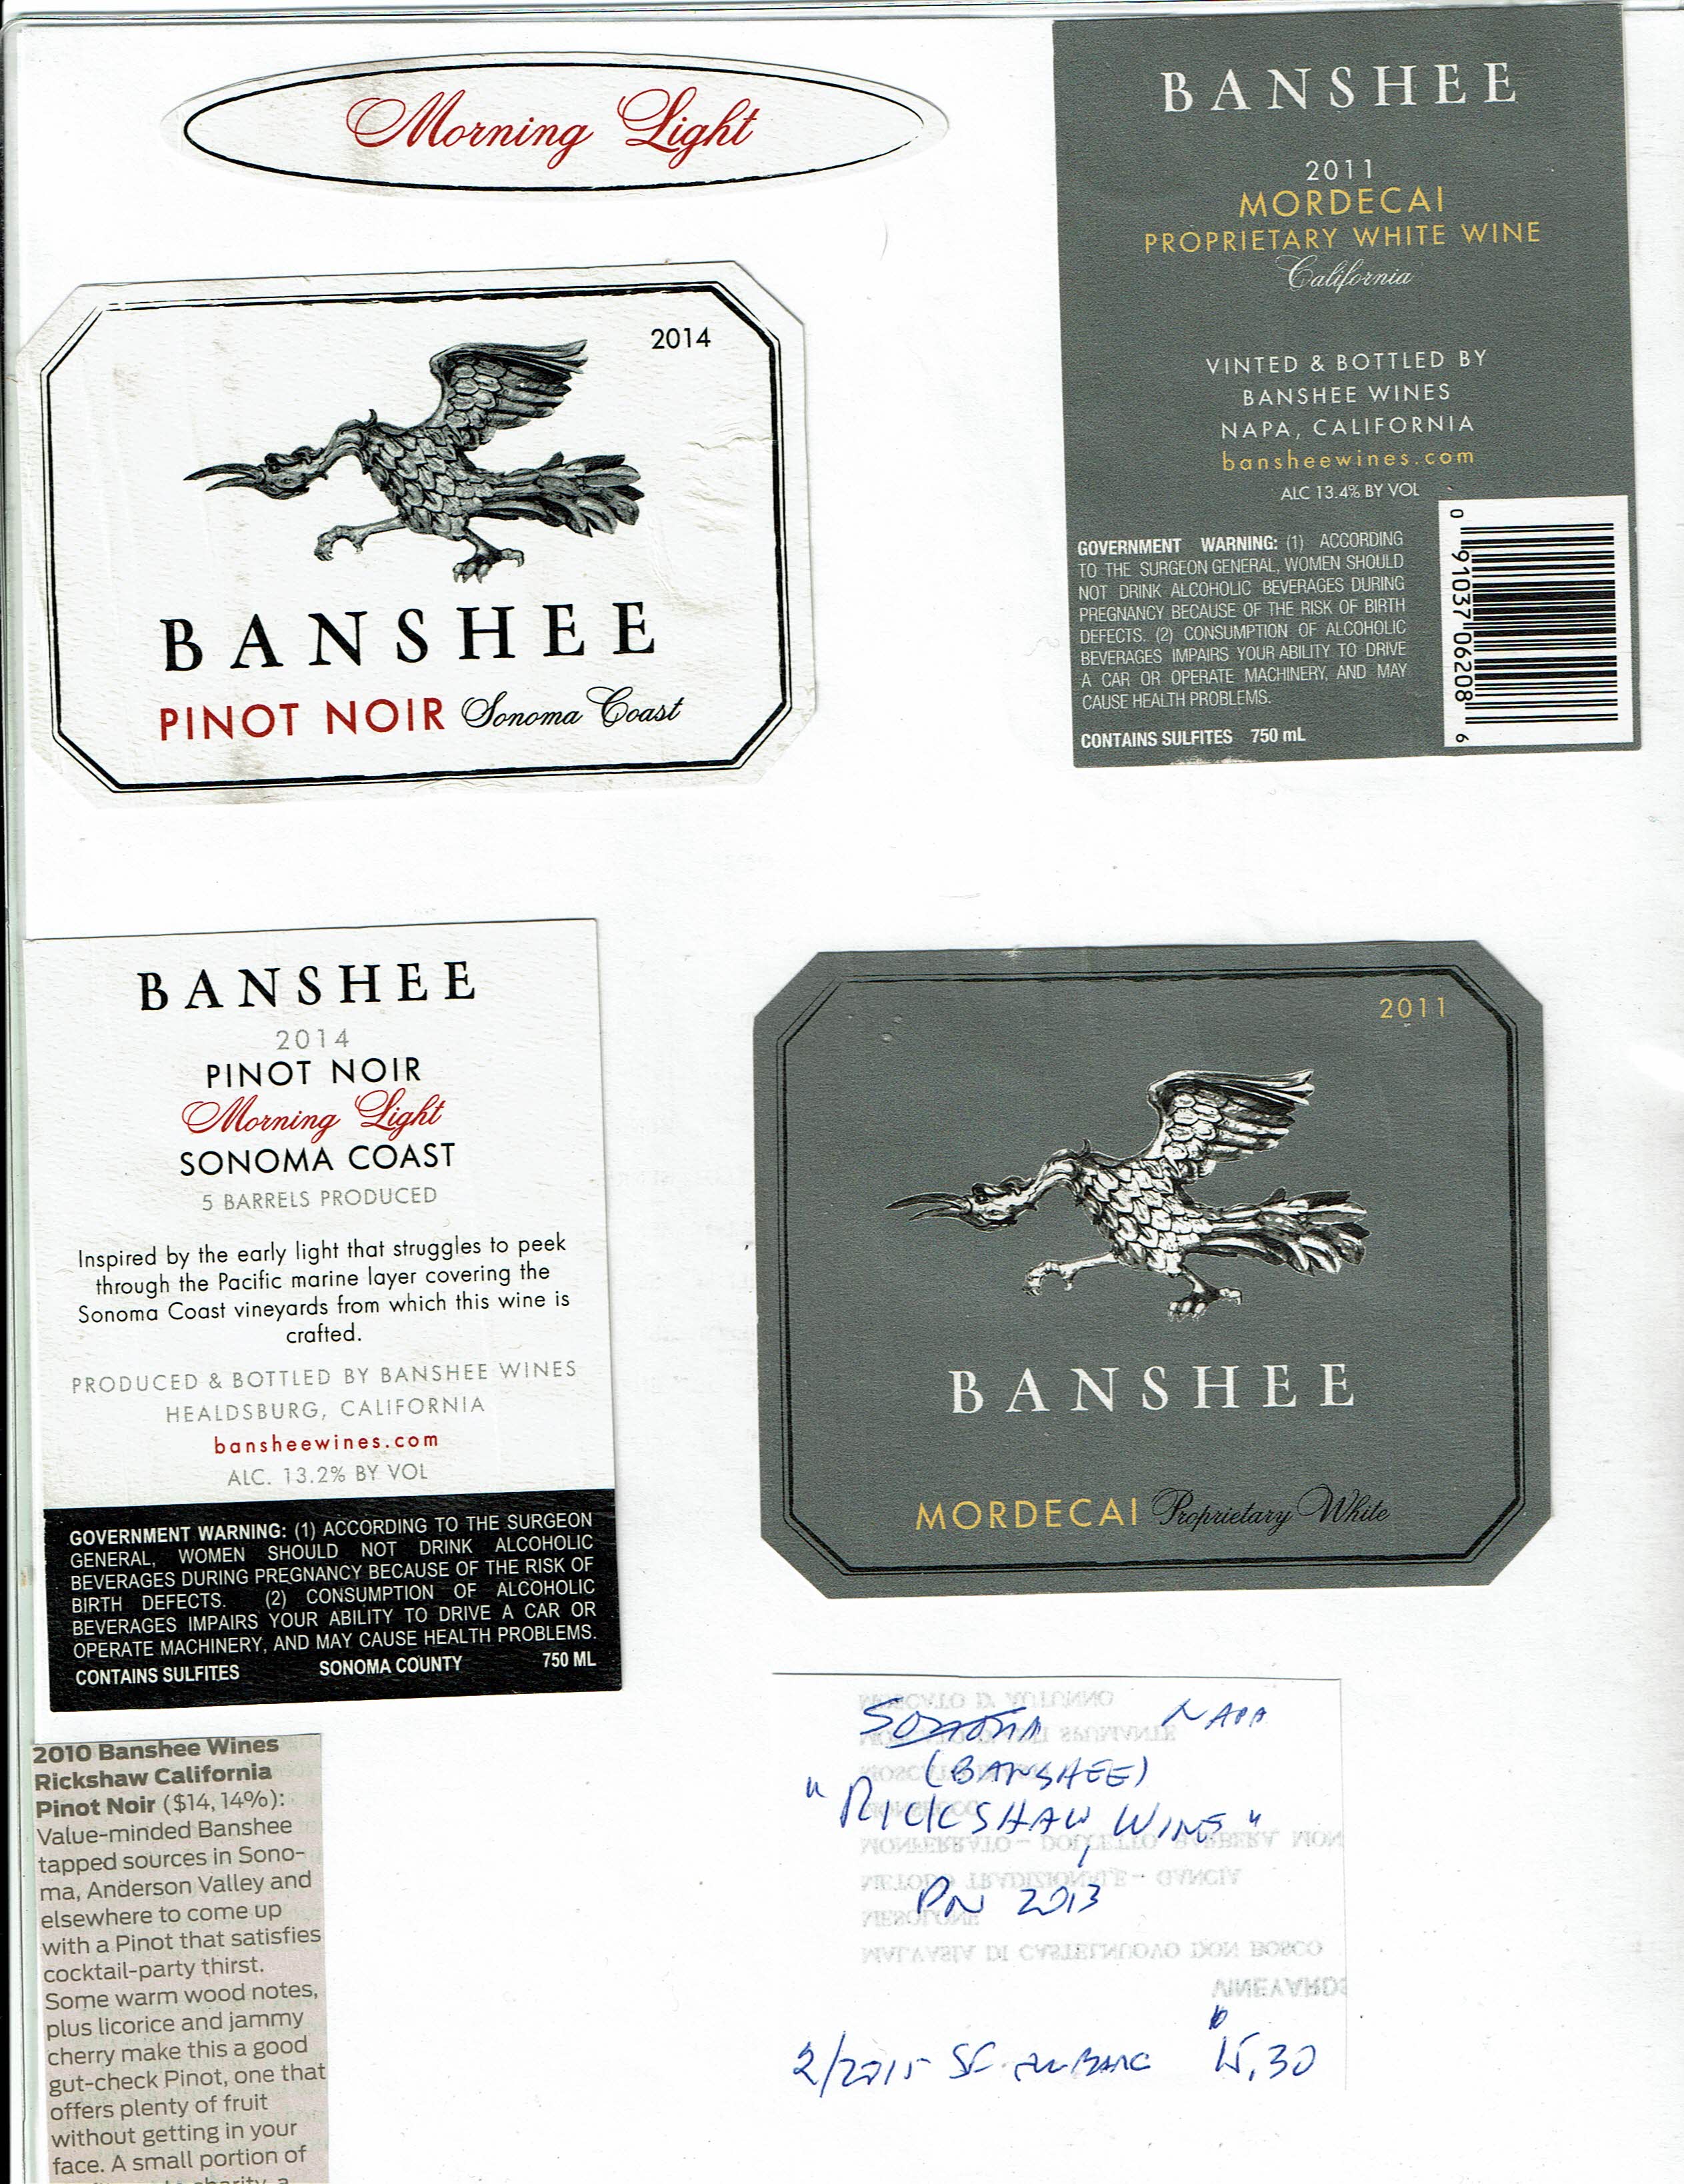 Morning Light
2014
BANSHEE
PINOT NOIR Sonoma Coast
BANSHEE
2011
MORDECAI
PROPRIETARY WHITE WINE
California
VINTED & BOTTLED BY
BANSHEE WINES
NAPA, CALIFORNIA
bansheewines.com
ALC 13.4% BY VOL
GOVERNMENT WARNING: (1) ACCORDING
TO THE SURGEON GENERAL, WOMEN SHOULD
NOT DRINK ALCOHOLIC BEVERAGES DURING
PREGNANCY BECAUSE OF THE RISK OF BIRTH
DEFECTS. (2) CONSUMPTION OF ALCOHOLIC
BEVERAGES IMPAIRS YOUR ABILITY TO DRIVE
A CAR OR OPERATE MACHINERY, AND MAY
CAUSE HEALTH PROBLEMS.
CONTAINS SULFITES 750 mL
0 91037 06208 6
BANSHEE
2014
PINOT NOIR
Morning Light
SONOMA COAST
5 BARRELS PRODUCED
Inspired by the early light that struggles to peek
through the Pacific marine layer covering the
Sonoma Coast vineyards from which this wine is
crafted.
PRODUCED & BOTTLED BY BANSHEE WINES
HEALDSBURG, CALIFORNIA
bansheewines.com
ALC. 13.2% BY VOL
GOVERNMENT WARNING: (1) ACCORDING TO THE SURGEON
GENERAL, WOMEN SHOULD NOT DRINK ALCOHOLIC
BEVERAGES DURING PREGNANCY BECAUSE OF THE RISK OF
BIRTH DEFECTS. (2) CONSUMPTION OF ALCOHOLIC
BEVERAGES IMPAIRS YOUR ABILITY TO DRIVE A CAR OR
OPERATE MACHINERY, AND MAY CAUSE HEALTH PROBLEMS.
CONTAINS SULFITES SONOMA COUNTY 750 ML
2011
BANSHEE
MORDECAI Proprietary White
2010 Banshee Wines
Rickshaw California
Pinot Noir ($14, 14%):
Value-minded Banshee
tapped sources in Sono-
ma, Anderson Valley and
elsewhere to come up
with a Pinot that satisfies
cocktail-party thirst.
Some warm wood notes,
plus licorice and jammy
cherry make this a good
gut-check Pinot, one that
offers plenty of fruit
without getting in your
face. A small portion of
SONOMA NAPA
(BANSHEE)
"RICKSHAW WINE"
PN 2013
2/2015 SF 15,30